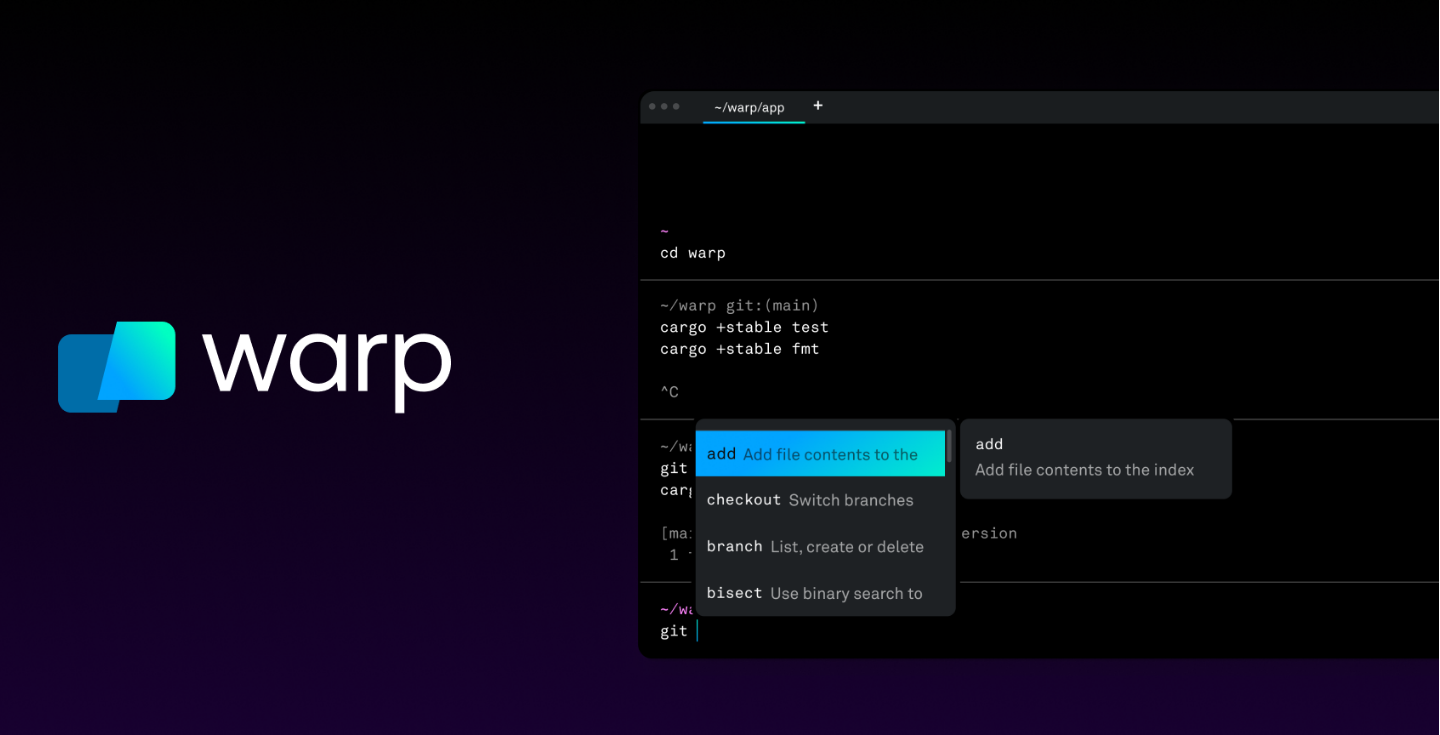 warp
~/warp/app +
~
cd warp
~/warp git:(main)
cargo +stable test
cargo +stable fmt
^C
~/wa
git
carg
[mai
ersion
1
add Add file contents to the
checkout Switch branches
branch List, create or delete
bisect Use binary search to
add
Add file contents to the index
~/wa
git